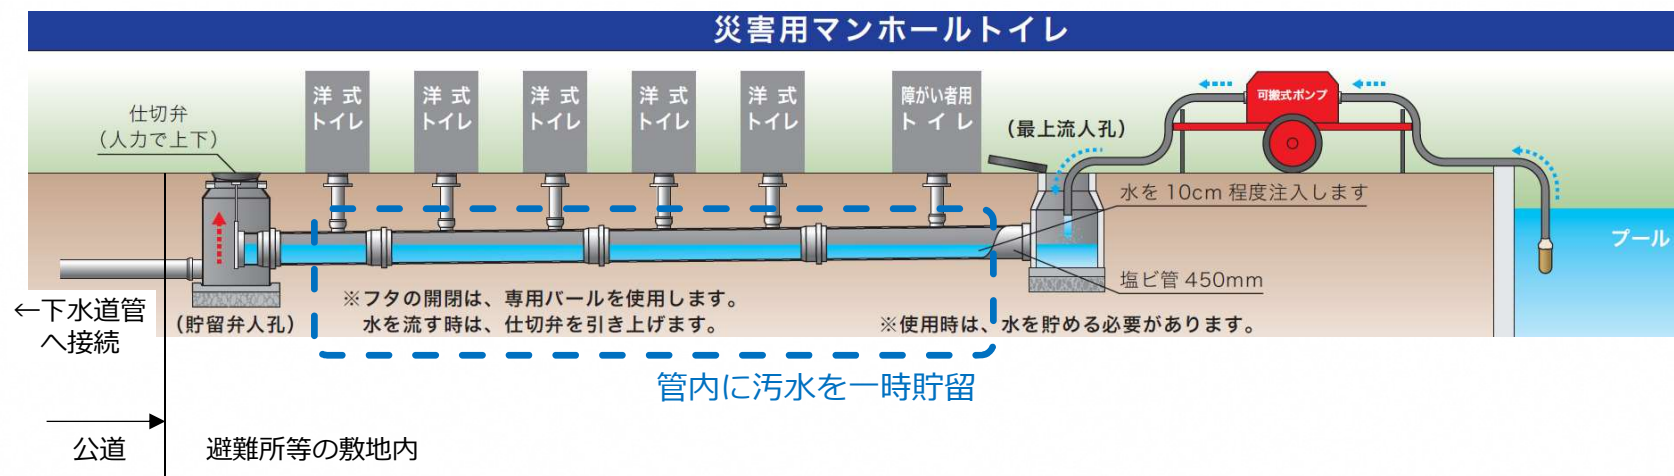 災害用マンホールトイレ
仕切弁
（人力で上下）
洋 式
トイレ
洋 式
トイレ
洋 式
トイレ
洋 式
トイレ
洋 式
トイレ
障がい者用
ト イ レ
（最上流人孔）
可搬式ポンプ
水を 10cm 程度注入します
プール
塩ビ管 450mm
※フタの開閉は、専用バールを使用します。
水を流す時は、仕切弁を引き上げます。
※使用時は、水を貯める必要があります。
（貯留弁人孔）
←下水道管
へ接続
管内に汚水を一時貯留
公道
避難所等の敷地内